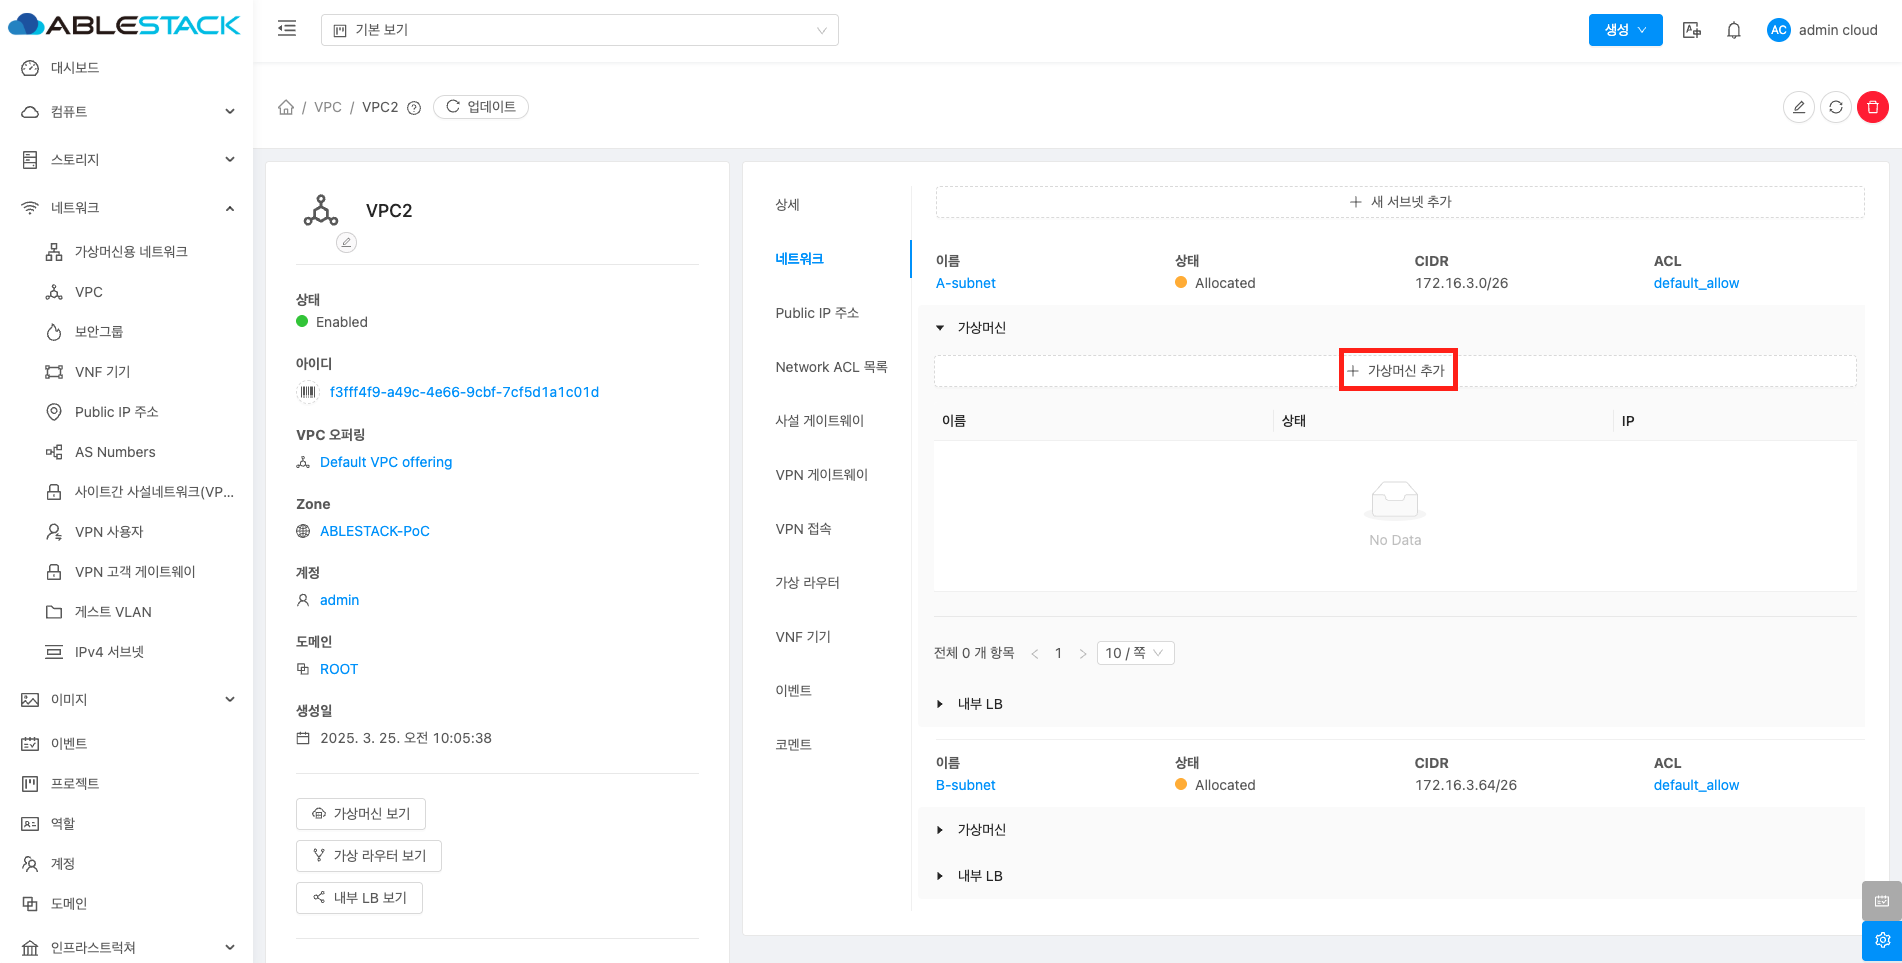 ABLESTACK
기본 보기
생성
AC
admin cloud
대시보드
컴퓨트
스토리지
네트워크
가상머신용 네트워크
VPC
보안그룹
VNF 기기
Public IP 주소
AS Numbers
사이트간 사설네트워크(VP...
VPN 사용자
VPN 고객 게이트웨이
게스트 VLAN
IPv4 서브넷
이미지
이벤트
프로젝트
역할
계정
도메인
인프라스트럭쳐
/ VPC / VPC2
업데이트
VPC2
상태
Enabled
아이디
f3fff4f9-a49c-4e66-9cbf-7cf5d1a1c01d
VPC 오퍼링
Default VPC offering
Zone
ABLESTACK-PoC
계정
admin
도메인
ROOT
생성일
2025. 3. 25. 오전 10:05:38
가상머신 보기
가상 라우터 보기
내부 LB 보기
상세
네트워크
Public IP 주소
Network ACL 목록
사설 게이트웨이
VPN 게이트웨이
VPN 접속
가상 라우터
VNF 기기
이벤트
코멘트
새 서브넷 추가
이름 상태 CIDR ACL
A-subnet Allocated 172.16.3.0/26 default_allow
가상머신
가상머신 추가
이름 상태 IP
No Data
전체 0 개 항목 < 1 > 10 / 쪽
내부 LB
이름 상태 CIDR ACL
B-subnet Allocated 172.16.3.64/26 default_allow
가상머신
내부 LB